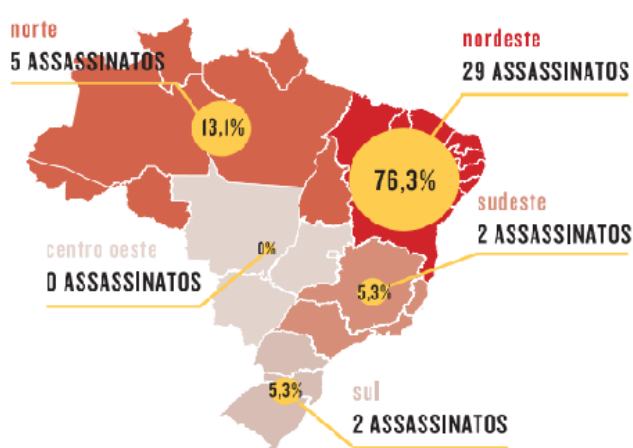 norte
5 ASSASSINATOS
13,1%
nordeste
29 ASSASSINATOS
76,3%
sudeste
2 ASSASSINATOS
5,3%
centro oeste
0 ASSASSINATOS
0%
sul
2 ASSASSINATOS
5,3%